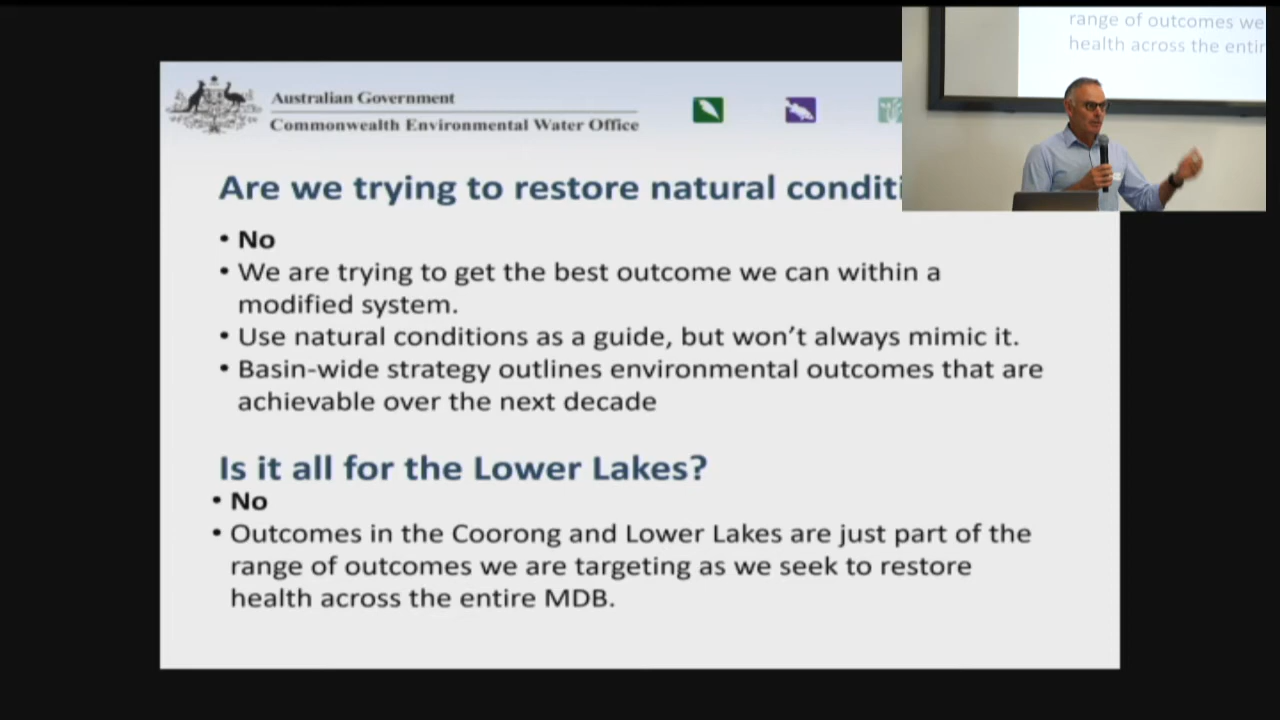 Australian Government
Commonwealth Environmental Water Office
range of outcomes we
health across the entir
Are we trying to restore natural conditi
• No
• We are trying to get the best outcome we can within a
modified system.
• Use natural conditions as a guide, but won't always mimic it.
• Basin-wide strategy outlines environmental outcomes that are
achievable over the next decade
Is it all for the Lower Lakes?
• No
• Outcomes in the Coorong and Lower Lakes are just part of the
range of outcomes we are targeting as we seek to restore
health across the entire MDB.